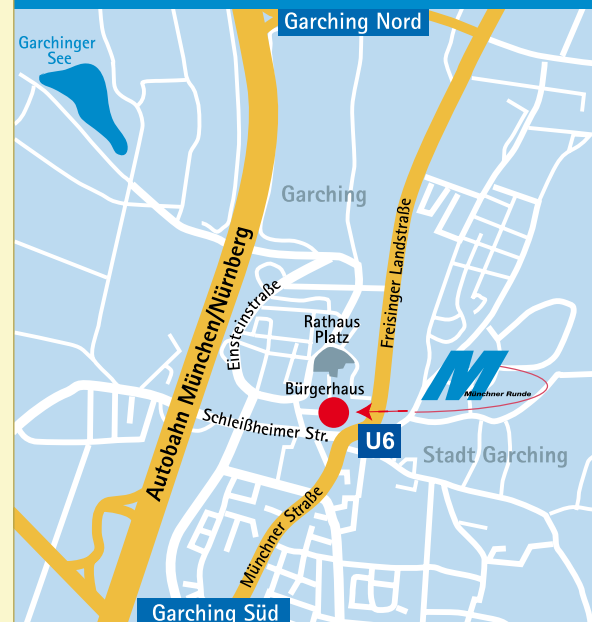 Garching Nord
Garchinger
See
Garching
Freisinger Landstraße
Autobahn München/Nürnberg
Einsteinstraße
Rathaus
Platz
Bürgerhaus
M
Münchner Runde
Schleißheimer Str.
U6
Stadt Garching
Münchner Straße
Garching Süd